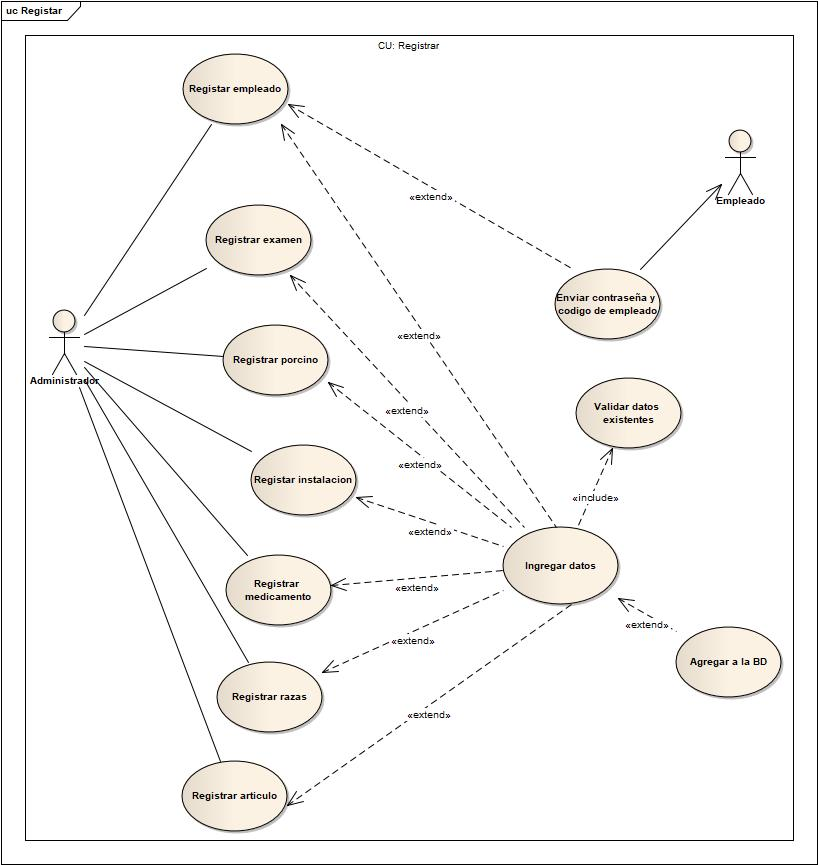 uc Registar
CU: Registrar
Registar empleado
Empleado
«extend»
Registrar examen
Enviar contraseña y
codigo de empleado
«extend»
Registrar porcino
Administrador
«extend»
Validar datos
existentes
«extend»
Registar instalacion
«include»
«extend»
Ingregar datos
Registrar
medicamento
«extend»
«extend»
«extend»
Agregar a la BD
Registrar razas
«extend»
Registrar articulo